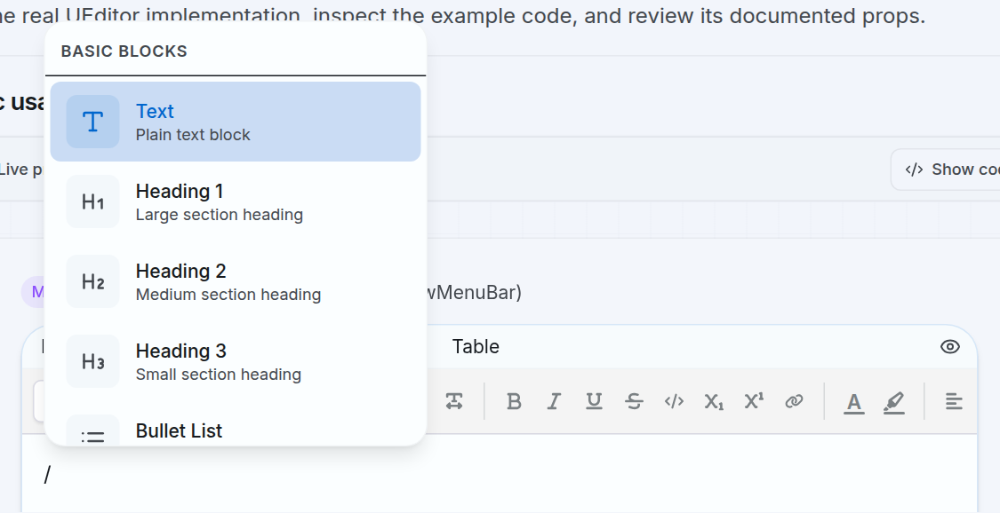 e real UEditor implementation, inspect the example code, and review its documented props.
BASIC BLOCKS
Text
Plain text block
Heading 1
Large section heading
Heading 2
Medium section heading
Heading 3
Small section heading
Bullet List
c usa
Live p
</> Show co
M
wMenuBar)
Table
T B I U S </> X₁ X¹ A
H1
H2
H3
/